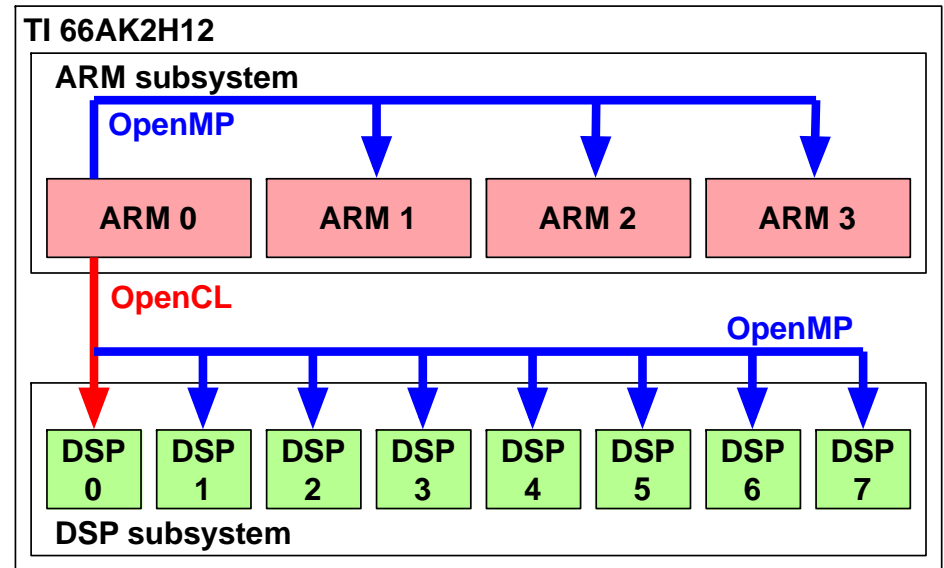 TI 66AK2H12
ARM subsystem
OpenMP
ARM 0
ARM 1
ARM 2
ARM 3
OpenCL
OpenMP
DSP
0
DSP
1
DSP
2
DSP
3
DSP
4
DSP
5
DSP
6
DSP
7
DSP subsystem